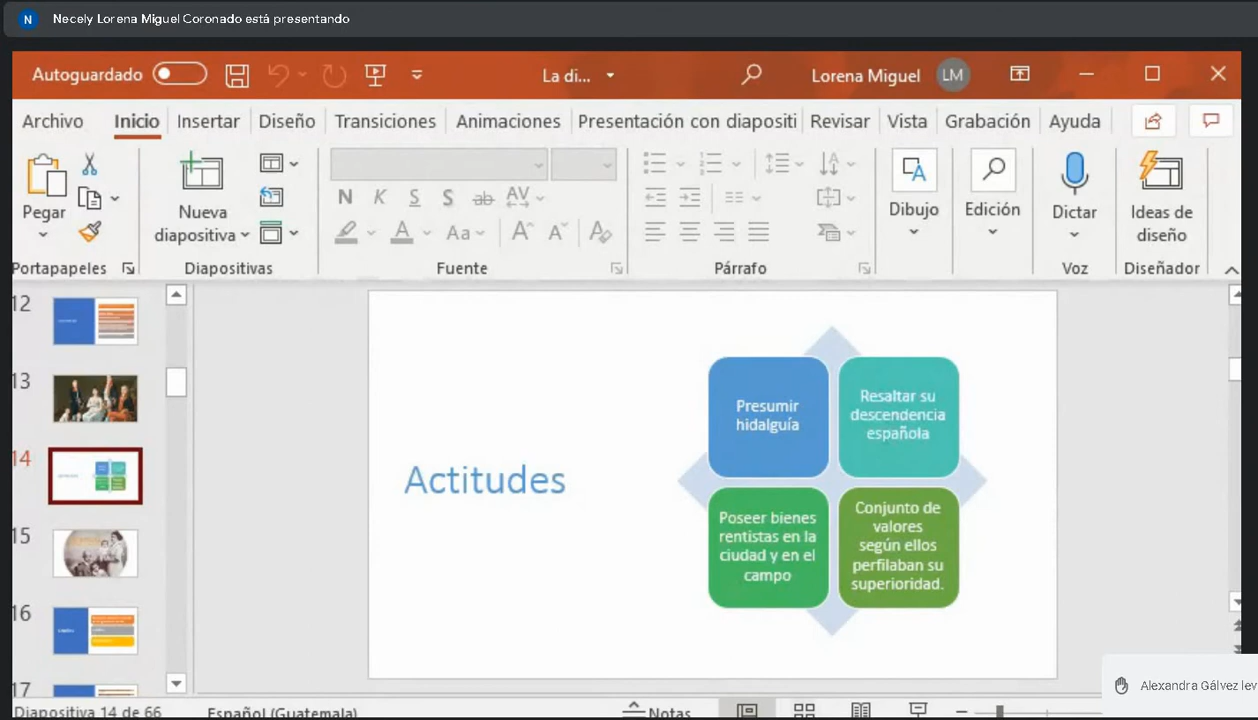 N Necely Lorena Miguel Coronado está presentando
Autoguardado
La di...
Lorena Miguel LM
Archivo Inicio Insertar Diseño Transiciones Animaciones Presentación con diapositi Revisar Vista Grabación Ayuda
Pegar
Nueva
diapositiva
N K S S ab AV
A Aa A A A
Dibujo
Edición
Dictar
Ideas de
diseño
Portapapeles Diapositivas Fuente Párrafo Voz Diseñador
12
13
14
15
16
17
Actitudes
Presumir
hidalguía
Resaltar su
descendencia
española
Poseer bienes
rentistas en la
ciudad y en el
campo
Conjunto de
valores
según ellos
perfilaban su
superioridad.
Alexandra Gálvez lev
Diapositiva 14 de 66 Español (Guatemala) Notas